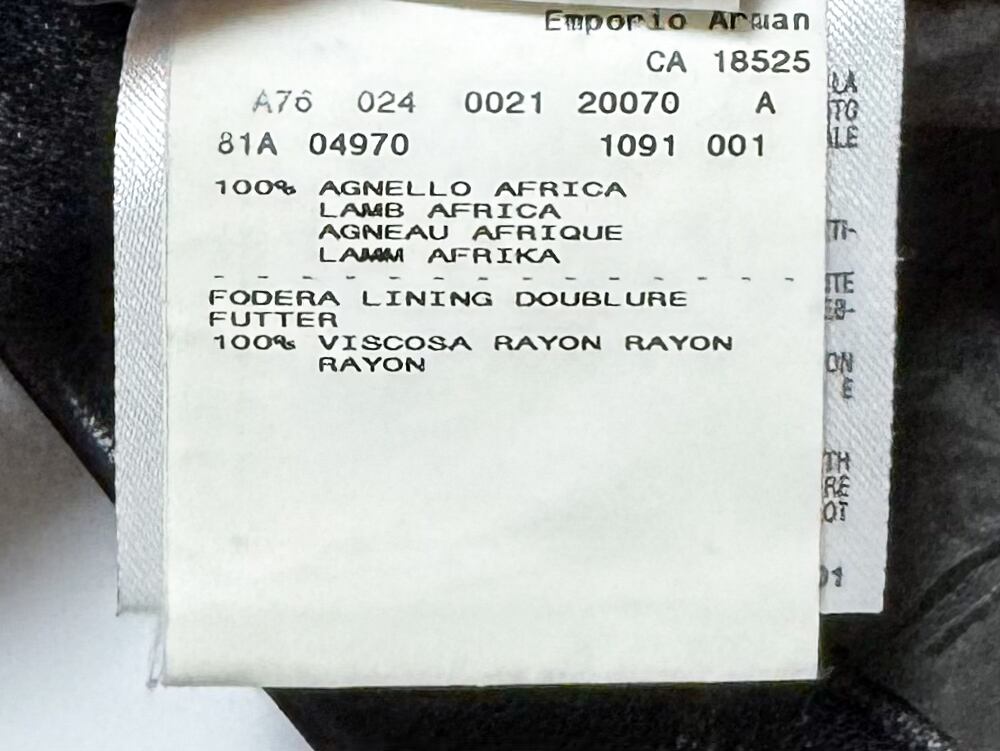 Emporio Arman
CA 18525
A76 024 0021 20070 A
81A 04970 1091 001
100% AGNELLO AFRICA
LAMB AFRICA
AGNEAU AFRIQUE
LAMM AFRIKA
FODERA LINING DOUBLURE
FUTTER
100% VISCOSA RAYON RAYON
RAYON